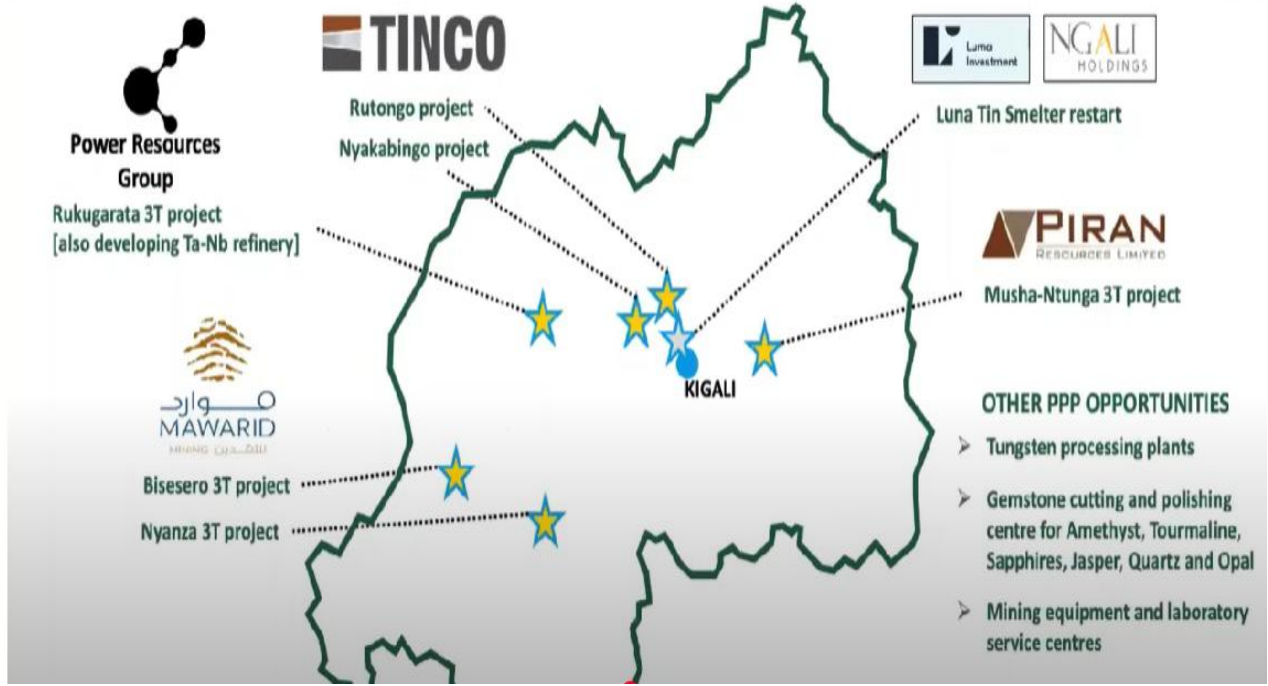 Power Resources
Group
Rukugarata 3T project
[also developing Ta-Nb refinery]
TINCO
Rutongo project
Nyakabingo project
Luma
Investment
NGALI
HOLDINGS
Luna Tin Smelter restart
PIRAN
RESOURCES LIMITED
Musha-Ntunga 3T project
KIGALI
موارد
MAWARID
MINING للتعدين
Bisesero 3T project
Nyanza 3T project
OTHER PPP OPPORTUNITIES
Tungsten processing plants
Gemstone cutting and polishing
centre for Amethyst, Tourmaline,
Sapphires, Jasper, Quartz and Opal
Mining equipment and laboratory
service centres